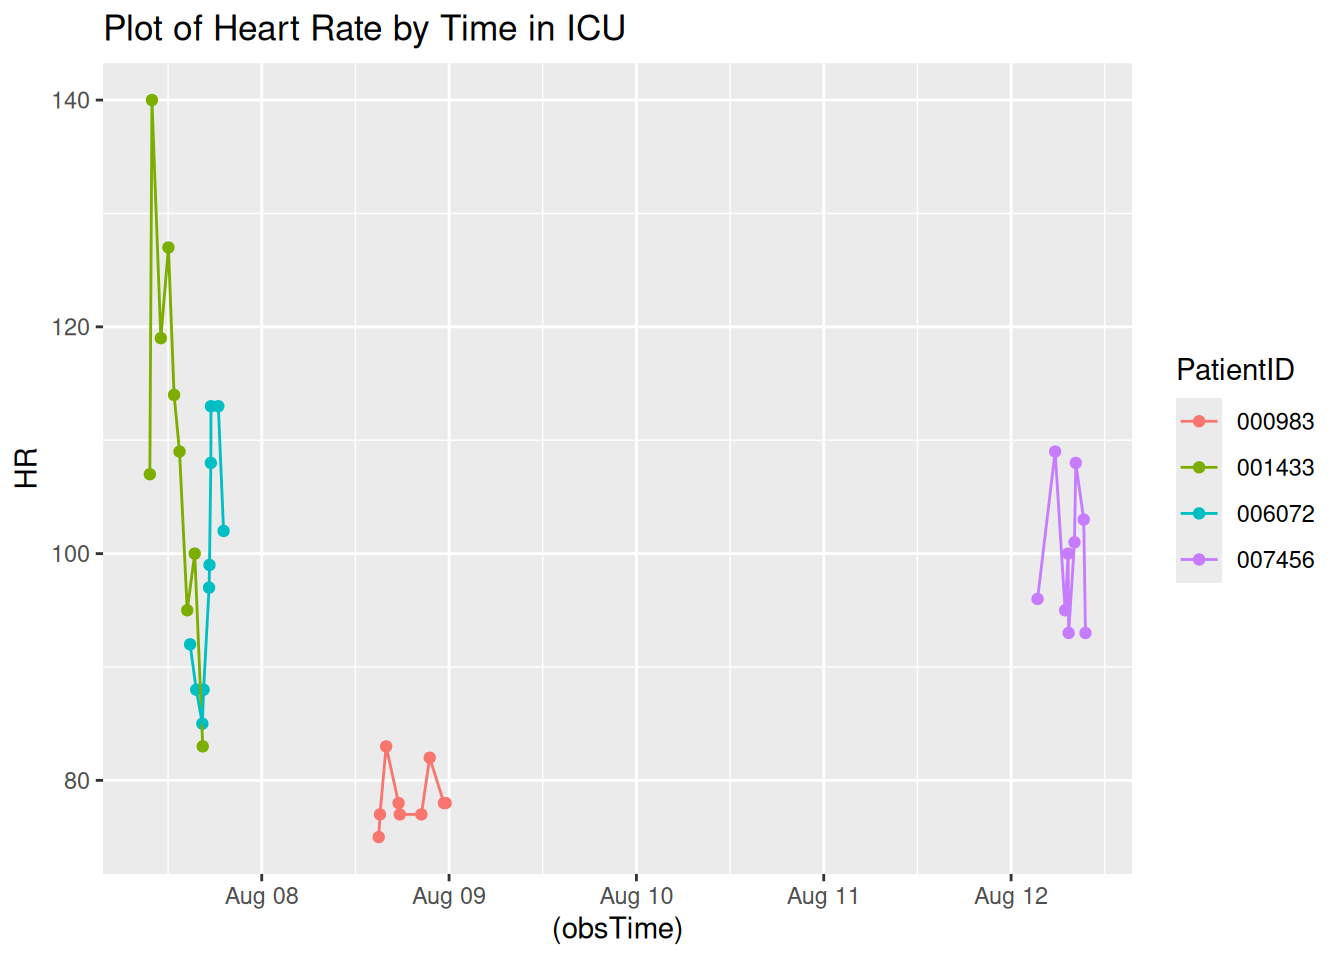 Plot of Heart Rate by Time in ICU
HR
140
120
100
80
Aug 08
Aug 09
Aug 10
Aug 11
Aug 12
(obsTime)
PatientID
000983
001433
006072
007456